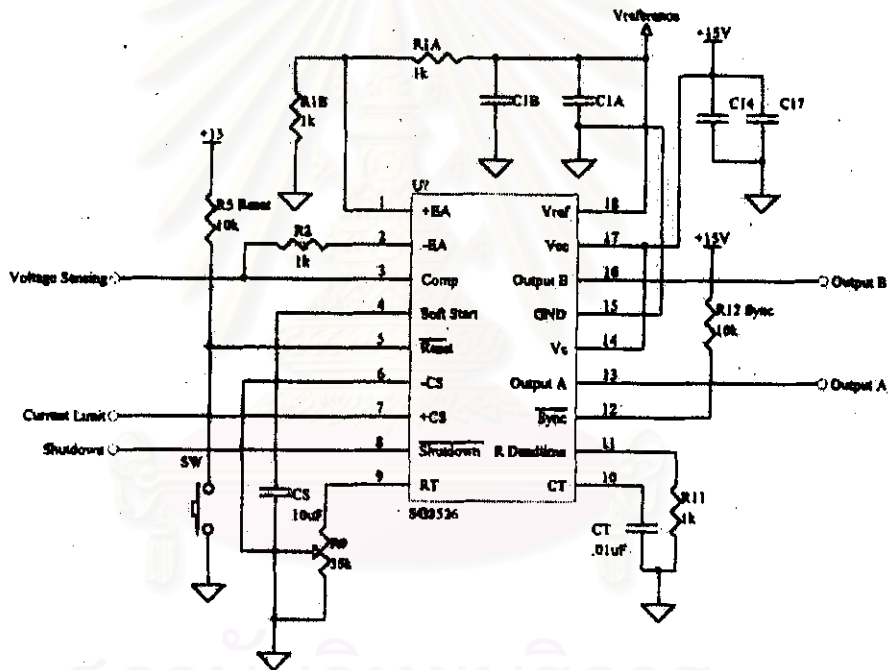 Vreference
+15V
R1A
1k
R1B
1k
C1B
C1A
C14
C17
+15
U?
R5 Reset
10k
1
+EA
Vref
18
R2
1k
2
-EA
Vcc
17
+15V
Voltage Sensing
3
Comp
Output B
16
Output B
4
Soft Start
GND
15
R12 Sync
10k
5
Reset
Vc
14
6
-CS
Output A
13
Output A
Current Limit
7
+CS
Sync
12
Shutdown
8
Shutdown
R Deadtime
11
SW
9
RT
CT
10
CS
10uF
SG3526
R11
1k
R9
CT
.01uF